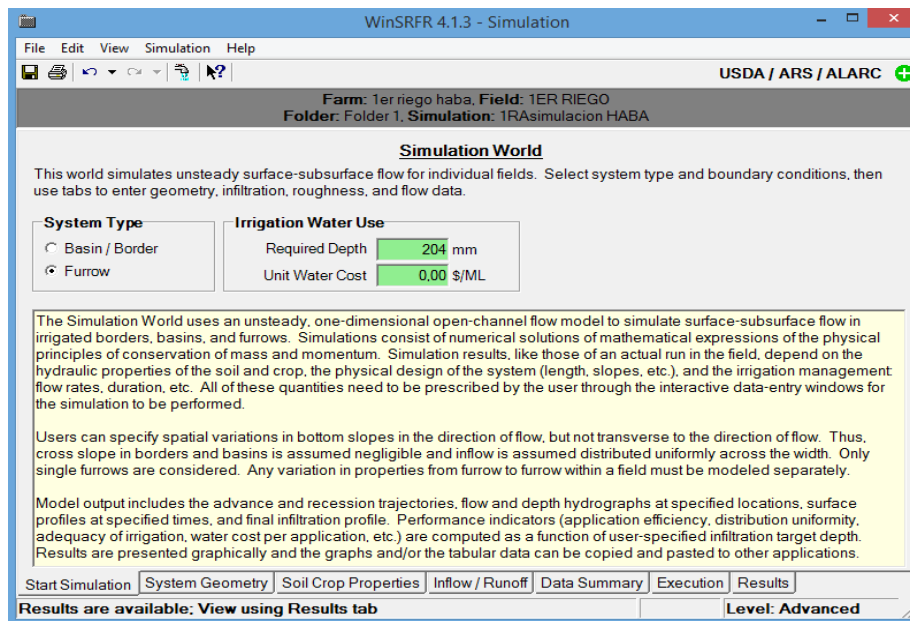 WinSRFR 4.1.3 - Simulation
File Edit View Simulation Help
USDA / ARS / ALARC
Farm: 1er riego haba, Field: 1ER RIEGO
Folder: Folder 1, Simulation: 1RAsimulacion HABA
Simulation World
This world simulates unsteady surface-subsurface flow for individual fields. Select system type and boundary conditions, then
use tabs to enter geometry, infiltration, roughness, and flow data.
System Type
Basin / Border
Furrow
Irrigation Water Use
Required Depth 204 mm
Unit Water Cost 0,00 $/ML
The Simulation World uses an unsteady, one-dimensional open-channel flow model to simulate surface-subsurface flow in
irrigated borders, basins, and furrows. Simulations consist of numerical solutions of mathematical expressions of the physical
principles of conservation of mass and momentum. Simulation results, like those of an actual run in the field, depend on the
hydraulic properties of the soil and crop, the physical design of the system (length, slopes, etc.), and the irrigation management:
flow rates, duration, etc. All of these quantities need to be prescribed by the user through the interactive data-entry windows for
the simulation to be performed.
Users can specify spatial variations in bottom slopes in the direction of flow, but not transverse to the direction of flow. Thus,
cross slope in borders and basins is assumed negligible and inflow is assumed distributed uniformly across the width. Only
single furrows are considered. Any variation in properties from furrow to furrow within a field must be modeled separately.
Model output includes the advance and recession trajectories, flow and depth hydrographs at specified locations, surface
profiles at specified times, and final infiltration profile. Performance indicators (application efficiency, distribution uniformity,
adequacy of irrigation, water cost per application, etc.) are computed as a function of user-specified infiltration target depth.
Results are presented graphically and the graphs and/or the tabular data can be copied and pasted to other applications.
Start Simulation System Geometry Soil Crop Properties Inflow / Runoff Data Summary Execution Results
Results are available; View using Results tab Level: Advanced